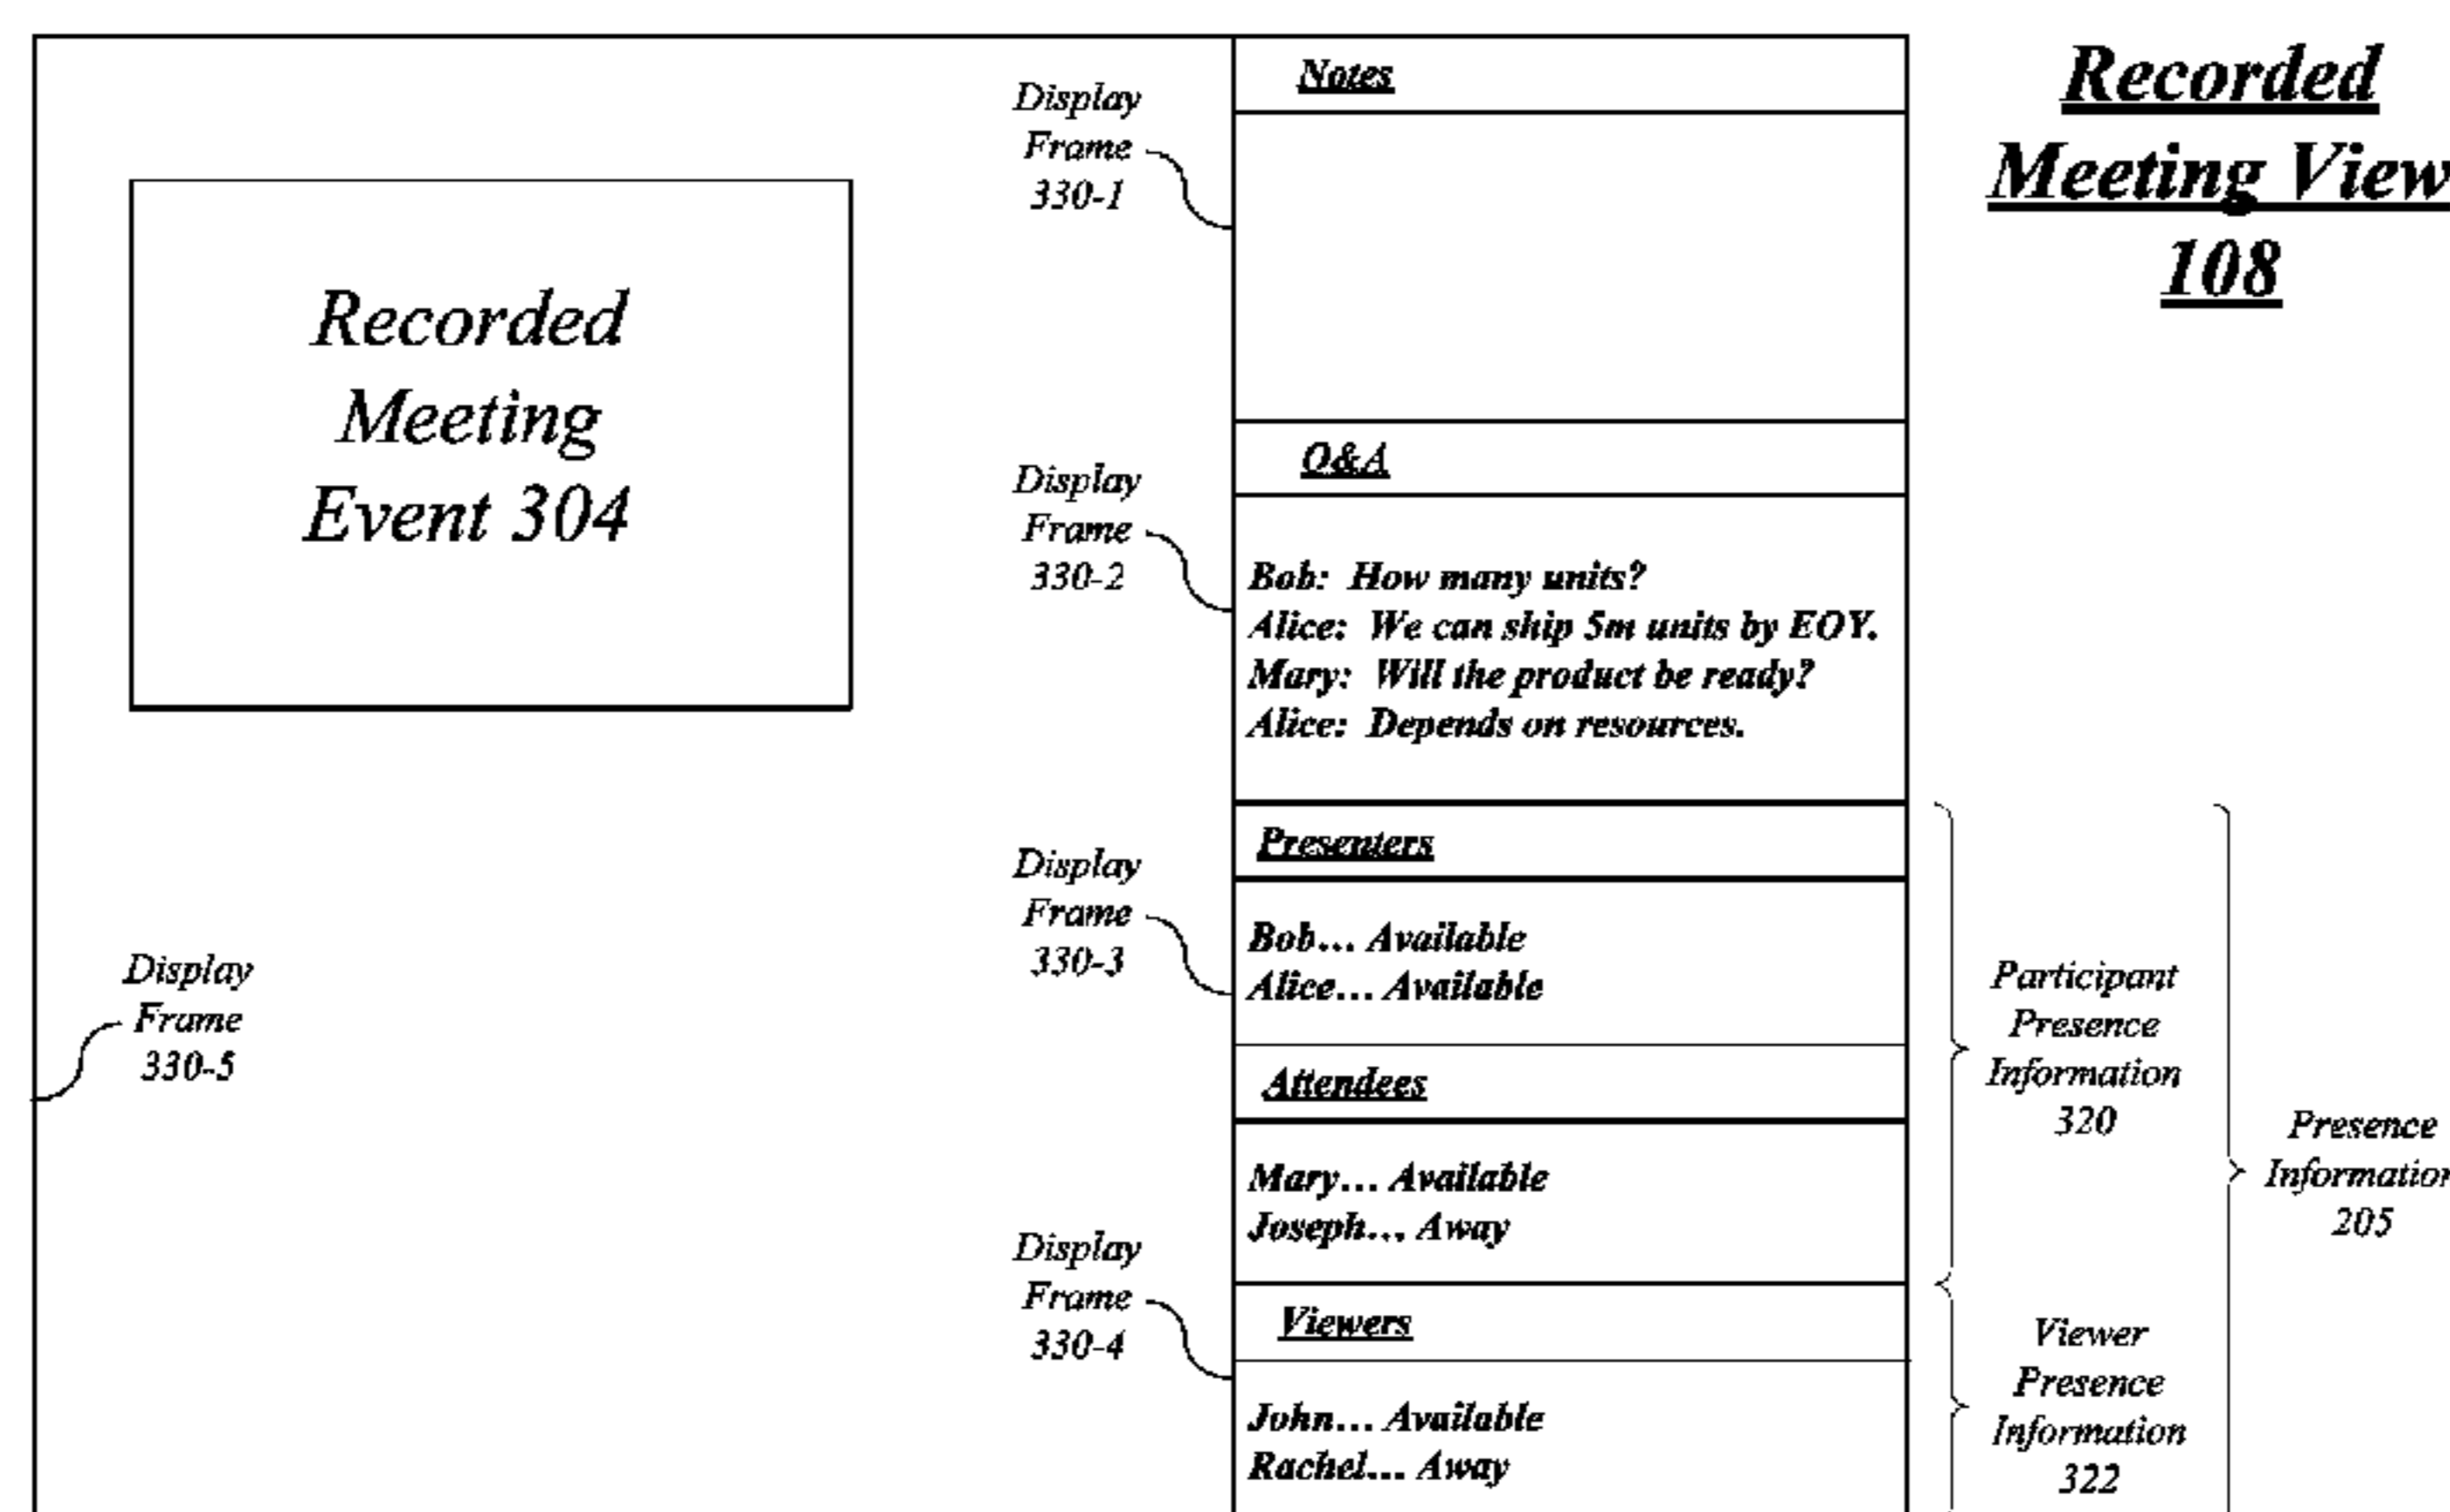 Recorded
Meeting View
108
Recorded
Meeting
Event 304
Display
Frame
330-5
Display
Frame
330-1
Display
Frame
330-2
Display
Frame
330-3
Display
Frame
330-4
Notes
Q&A
Bob: How many units?
Alice: We can ship 5m units by EOY.
Mary: Will the product be ready?
Alice: Depends on resources.
Presenters
Bob... Available
Alice... Available
Attendees
Mary... Available
Joseph... Away
Viewers
John... Available
Rachel... Away
Participant
Presence
Information
320
Viewer
Presence
Information
322
Presence
Information
205